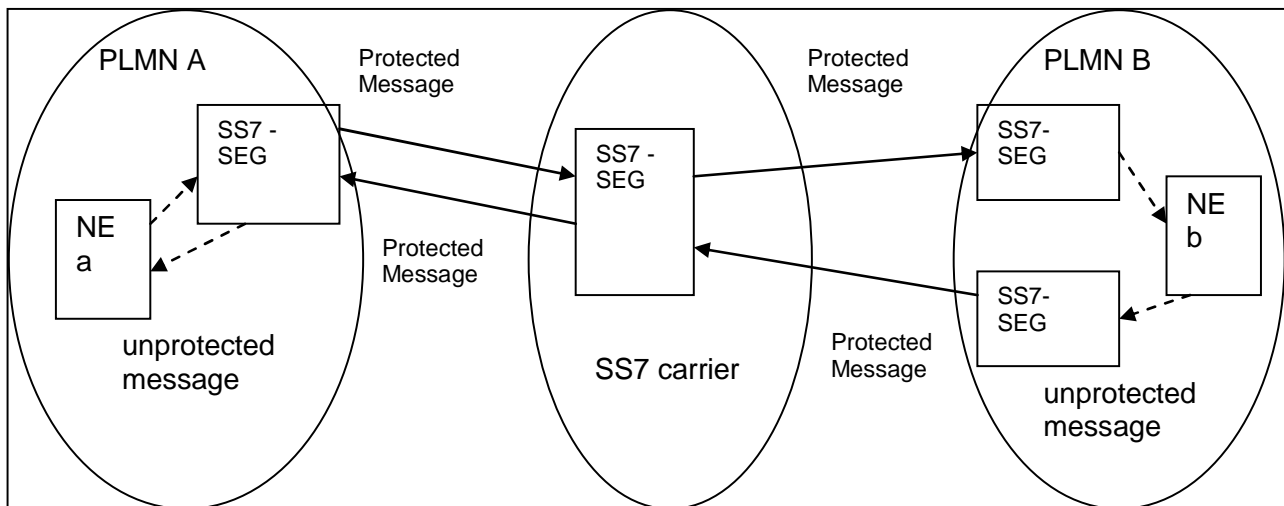 PLMN A
Protected
Message
Protected
Message
PLMN B
SS7 -
SEG
SS7 -
SEG
SS7-
SEG
NE
a
NE
b
Protected
Message
SS7-
SEG
unprotected
message
SS7 carrier
Protected
Message
unprotected
message